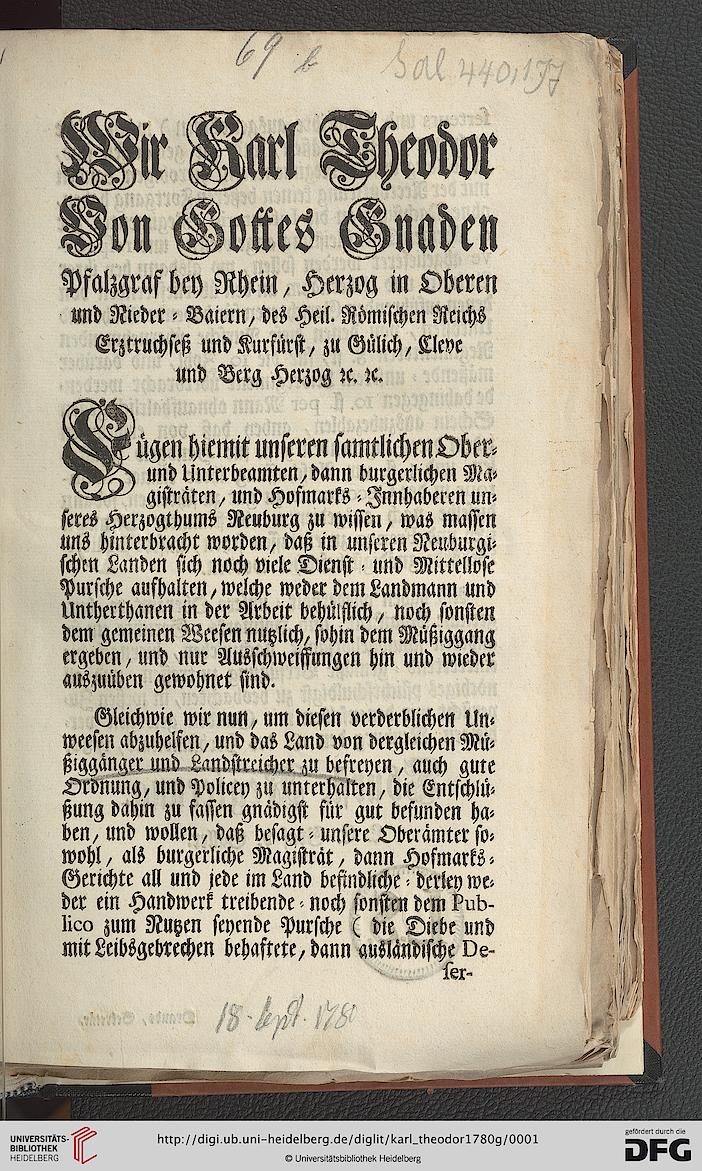 69 b
Sal 440,177
Wir Karl Theodor
Von Gottes Gnaden
Pfalzgraf bey Rhein, Herzog in Oberen
und Nieder⸗Baiern, des Heil. Römischen Reichs
Erztruchseß und Kurfürst, zu Gülich, Cleve
und Berg Herzog ꝛc. ꝛc.
Fügen hiemit unseren samtlichen Ober⸗
und Unterbeamten, dann burgerlichen Ma⸗
gisträten, und Hofmarks⸗Innhaberen un⸗
seres Herzogthums Neuburg zu wissen, was massen
uns hinterbracht worden, daß in unseren Neuburgi⸗
schen Landen sich noch viele Dienst⸗ und Mittellose
Pursche aufhalten, welche weder dem Landmann und
Untherthanen in der Arbeit behülflich, noch sonsten
dem gemeinen Weesen nutzlich, sohin dem Müßiggang
ergeben, und nur Ausschweiffungen hin und wieder
auszuüben gewohnet sind.
Gleichwie wir nun, um diesen verderblichen Un⸗
weesen abzuhelfen, und das Land von dergleichen Mü⸗
ßiggänger und Landstreicher zu befreyen, auch gute
Ordnung, und Policey zu unterhalten, die Entschlü⸗
ßung dahin zu fassen gnädigst für gut befunden ha⸗
ben, und wollen, daß besagt⸗unsere Oberämter so⸗
wohl, als burgerliche Magisträt, dann Hofmarks⸗
Gerichte all und jede im Land befindliche⸗derley we⸗
der ein Handwerk treibende⸗noch sonsten dem Pub-
lico zum Nutzen seyende Pursche ( die Diebe und
mit Leibsgebrechen behaftete, dann ausländische De-
ser-
18. Sept. 1780
UNIVERSITÄTS-
BIBLIOTHEK
HEIDELBERG
http://digi.ub.uni-heidelberg.de/diglit/karl_theodor1780g/0001
© Universitätsbibliothek Heidelberg
gefördert durch die
DFG